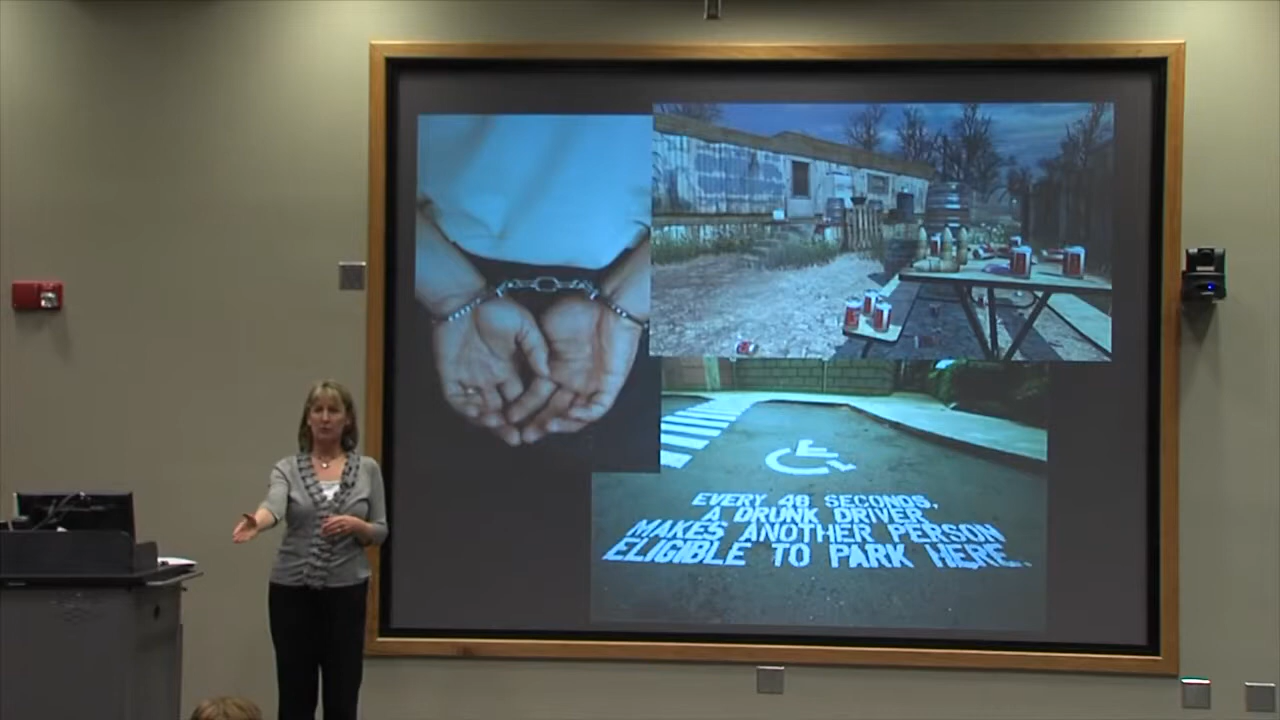 EVERY 48 SECONDS,
A DRUNK DRIVER
MAKES ANOTHER PERSON
ELIGIBLE TO PARK HERE.